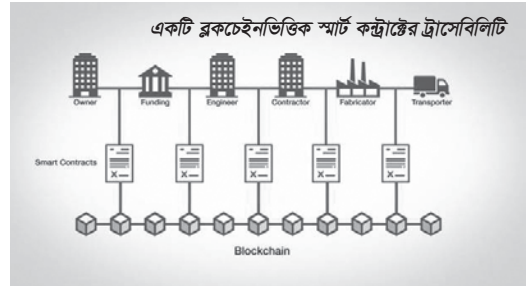 একটি ব্লকচেইনভিত্তিক স্মার্ট কন্ট্রাক্টের ট্রাসেবিলিটি
Owner Funding Engineer Contractor Fabricator Transporter
Smart Contracts
Blockchain